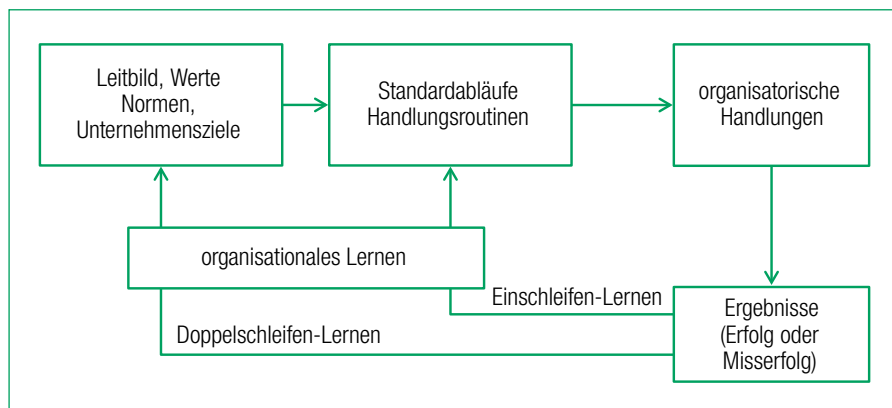 Leitbild, Werte
Normen,
Unternehmensziele
Standardabläufe
Handlungsroutinen
organisatorische
Handlungen
organisationales Lernen
Einschleifen-Lernen
Doppelschleifen-Lernen
Ergebnisse
(Erfolg oder
Misserfolg)